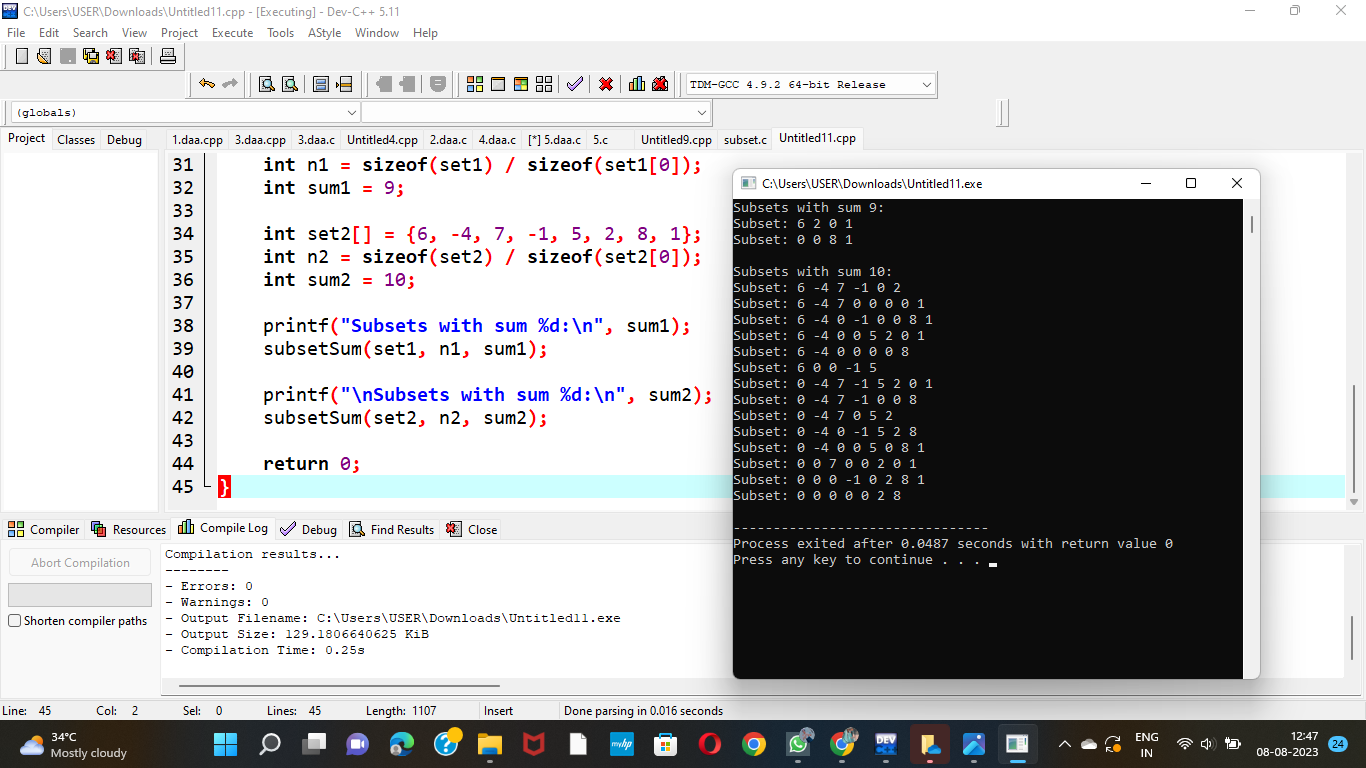 C:\Users\USER\Downloads\Untitled11.cpp - [Executing] - Dev-C++ 5.11
File Edit Search View Project Execute Tools AStyle Window Help
TDM-GCC 4.9.2 64-bit Release
(globals)
Project Classes Debug
1.daa.cpp 3.daa.cpp 3.daa.c Untitled4.cpp 2.daa.c 4.daa.c [*] 5.daa.c 5.c Untitled9.cpp subset.c Untitled11.cpp
31 int n1 = sizeof(set1) / sizeof(set1[0]);
32 int sum1 = 9;
33
34 int set2[] = {6, -4, 7, -1, 5, 2, 8, 1};
35 int n2 = sizeof(set2) / sizeof(set2[0]);
36 int sum2 = 10;
37
38 printf("Subsets with sum %d:\n", sum1);
39 subsetSum(set1, n1, sum1);
40
41 printf("\nSubsets with sum %d:\n", sum2);
42 subsetSum(set2, n2, sum2);
43
44 return 0;
45 }
C:\Users\USER\Downloads\Untitled11.exe
Subsets with sum 9:
Subset: 6 2 0 1
Subset: 0 0 8 1
Subsets with sum 10:
Subset: 6 -4 7 -1 0 2
Subset: 6 -4 7 0 0 0 0 1
Subset: 6 -4 0 -1 0 0 8 1
Subset: 6 -4 0 0 5 2 0 1
Subset: 6 -4 0 0 0 0 8
Subset: 6 0 0 -1 5
Subset: 0 -4 7 -1 5 2 0 1
Subset: 0 -4 7 -1 0 0 8
Subset: 0 -4 7 0 5 2
Subset: 0 -4 0 -1 5 2 8
Subset: 0 -4 0 0 5 0 8 1
Subset: 0 0 7 0 0 2 0 1
Subset: 0 0 0 -1 0 2 8 1
Subset: 0 0 0 0 0 2 8
--------------------------------
Process exited after 0.0487 seconds with return value 0
Press any key to continue . . .
Compiler Resources Compile Log Debug Find Results Close
Abort Compilation
Shorten compiler paths
Compilation results...
--------
- Errors: 0
- Warnings: 0
- Output Filename: C:\Users\USER\Downloads\Untitled11.exe
- Output Size: 129.1806640625 KiB
- Compilation Time: 0.25s
Line: 45 Col: 2 Sel: 0 Lines: 45 Length: 1107 Insert Done parsing in 0.016 seconds
34°C
Mostly cloudy
myhp
DEV
ENG
IN
12:47
08-08-2023
24